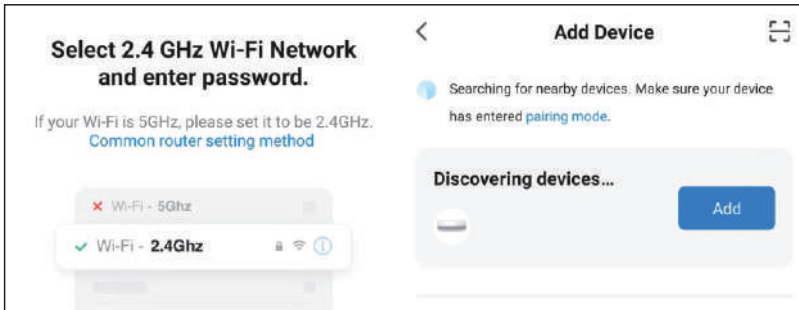 Select 2.4 GHz Wi-Fi Network
and enter password.
If your Wi-Fi is 5GHz, please set it to be 2.4GHz.
Common router setting method
Wi-Fi - 5Ghz
Wi-Fi - 2.4Ghz
Add Device
Searching for nearby devices. Make sure your device
has entered pairing mode.
Discovering devices...
Add